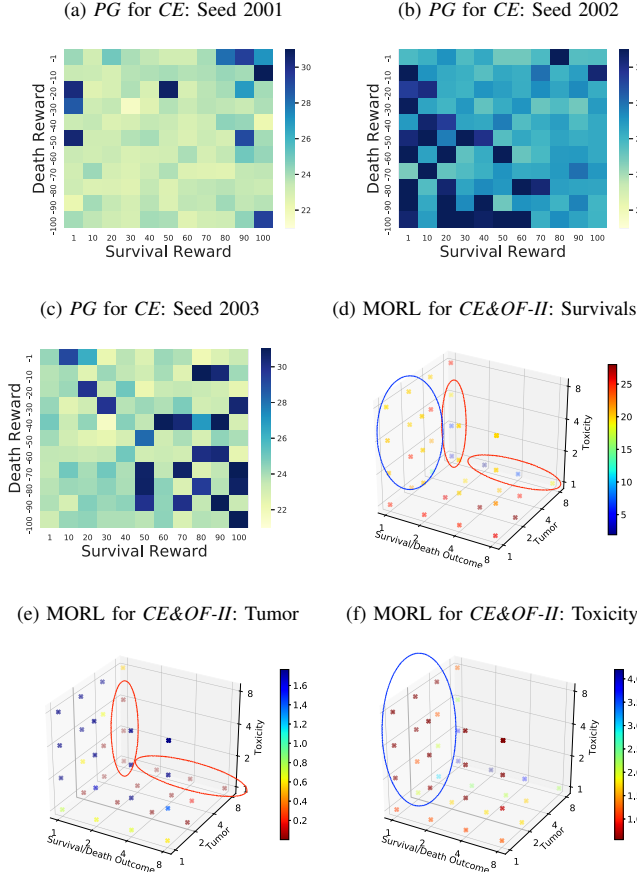 (a) PG for CE: Seed 2001
(b) PG for CE: Seed 2002
Death Reward
-1
-10
-20
-30
-40
-50
-60
-70
-80
-90
-100
1 10 20 30 40 50 60 70 80 90 100
Survival Reward
30
28
26
24
22
Death Reward
-1
-10
-20
-30
-40
-50
-60
-70
-80
-90
-100
1 10 20 30 40 50 60 70 80 90 100
Survival Reward
(c) PG for CE: Seed 2003
(d) MORL for CE&OF-II: Survivals
Death Reward
-1
-10
-20
-30
-40
-50
-60
-70
-80
-90
-100
1 10 20 30 40 50 60 70 80 90 100
Survival Reward
30
28
26
24
22
8
4
2
1
Toxicity
1 2 4 8
Survival/Death Outcome
1 2 4 8
Tumor
25
20
15
10
5
(e) MORL for CE&OF-II: Tumor
(f) MORL for CE&OF-II: Toxicity
8
4
2
1
Toxicity
1 2 4 8
Survival/Death Outcome
1 2 4 8
Tumor
1.6
1.4
1.2
1.0
0.8
0.6
0.4
0.2
8
4
2
1
Toxicity
1 2 4 8
Survival/Death Outcome
1 2 4 8
Tumor